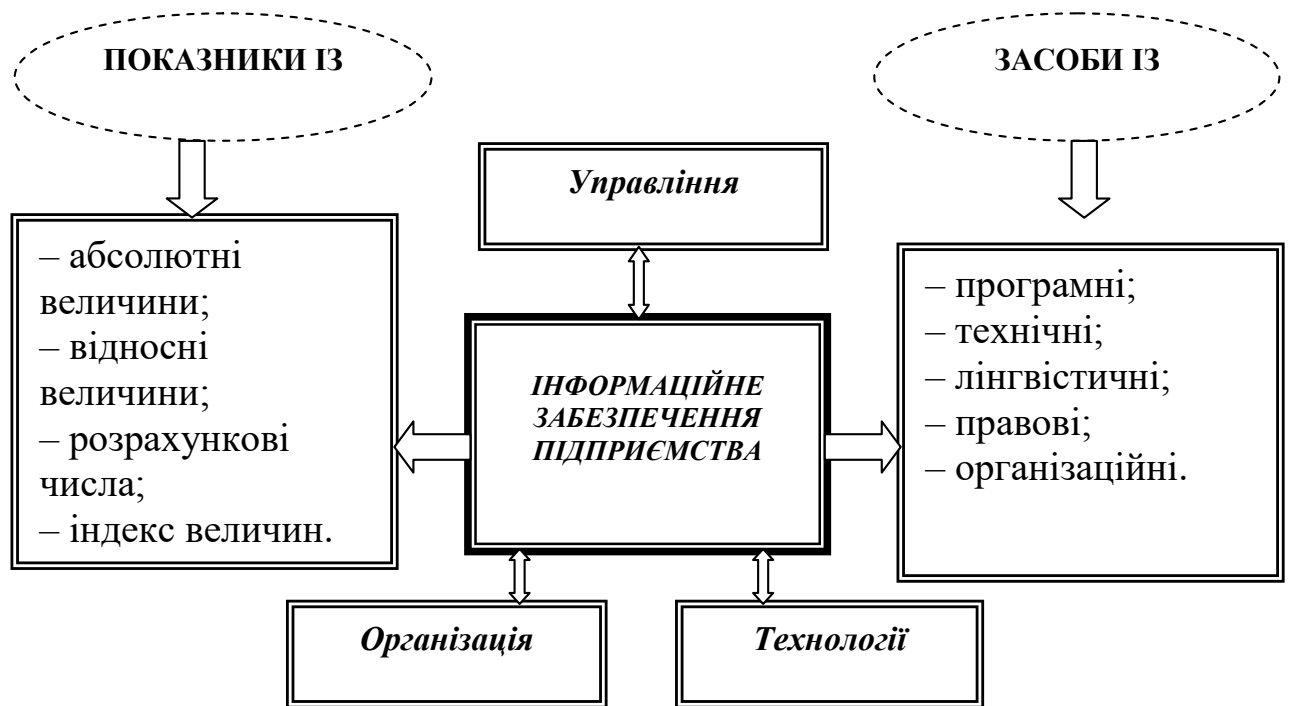 ПОКАЗНИКИ ІЗ
ЗАСОБИ ІЗ
Управління
– абсолютні
величини;
– відносні
величини;
– розрахункові
числа;
– індекс величин.
ІНФОРМАЦІЙНЕ
ЗАБЕЗПЕЧЕННЯ
ПІДПРИЄМСТВА
– програмні;
– технічні;
– лінгвістичні;
– правові;
– організаційні.
Організація
Технології